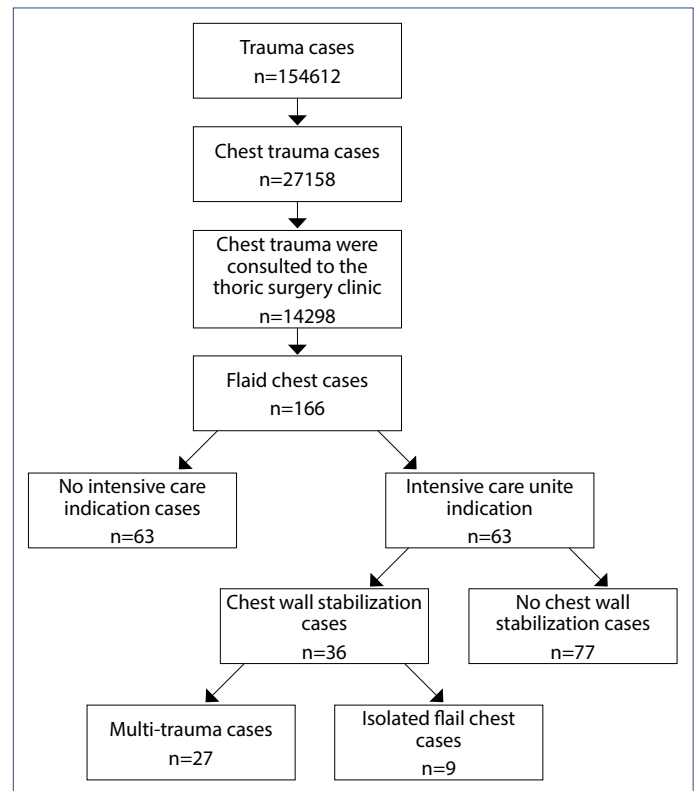 Trauma cases
n=154612
Chest trauma cases
n=27158
Chest trauma were
consulted to the
thoric surgery clinic
n=14298
Flaid chest cases
n=166
No intensive care
indication cases
n=63
Intensive care unite
indication
n=63
Chest wall stabilization
cases
n=36
No chest wall
stabilization cases
n=77
Multi-trauma cases
n=27
Isolated flail chest
cases
n=9